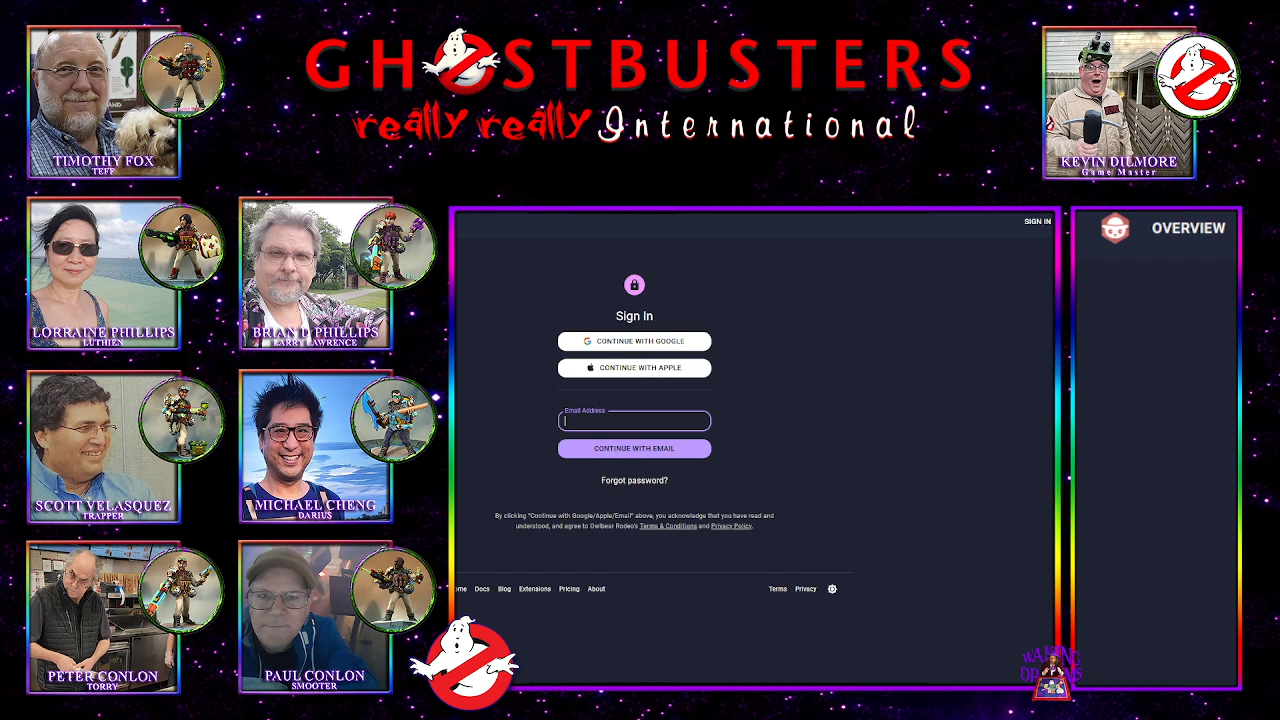 GHOSTBUSTERS
really really International
TIMOTHY FOX
TEFF
KEVIN DILMORE
Game Master
LORRAINE PHILLIPS
LUTHIEN
BRIAN D PHILLIPS
LARRY LAWRENCE
SCOTT VELASQUEZ
TRAPPER
MICHAEL CHENG
DARIUS
PETER CONLON
TORRY
PAUL CONLON
SMOOTER
SIGN IN
Sign In
CONTINUE WITH GOOGLE
CONTINUE WITH APPLE
Email Address
CONTINUE WITH EMAIL
Forgot password?
By clicking "Continue with Google/Apple/Email" above, you acknowledge that you have read and
understood, and agree to Owlbear Rodeo's Terms & Conditions and Privacy Policy.
ome Docs Blog Extensions Pricing About Terms Privacy
OVERVIEW
WAKING
DREAMS